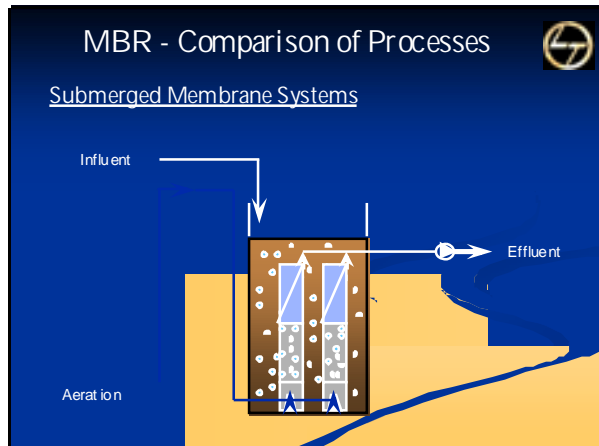 MBR - Comparison of Processes
Submerged Membrane Systems
Influent
Effluent
Aeration